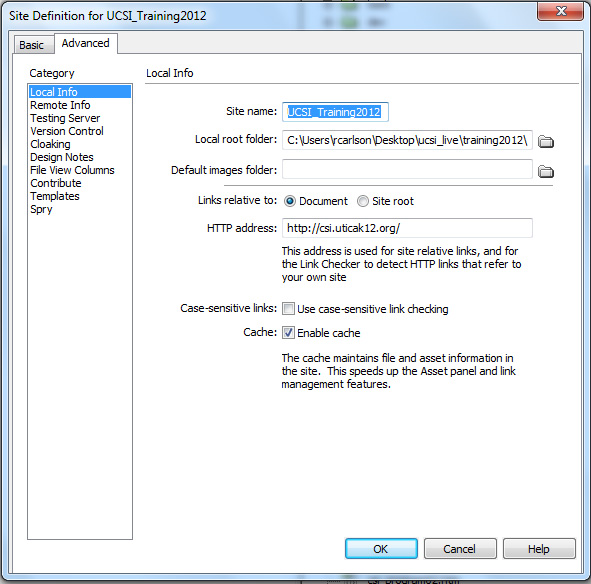 Site Definition for UCSI_Training2012
Basic
Advanced
Category
Local Info
Remote Info
Testing Server
Version Control
Cloaking
Design Notes
File View Columns
Contribute
Templates
Spry
Local Info
Site name: UCSI_Training2012
Local root folder: C:\Users\rcarlson\Desktop\ucsi_live\training2012\
Default images folder:
Links relative to: Document Site root
HTTP address: http://csi.uticak12.org/
This address is used for site relative links, and for
the Link Checker to detect HTTP links that refer to
your own site
Case-sensitive links: Use case-sensitive link checking
Cache: Enable cache
The cache maintains file and asset information in
the site. This speeds up the Asset panel and link
management features.
OK Cancel Help